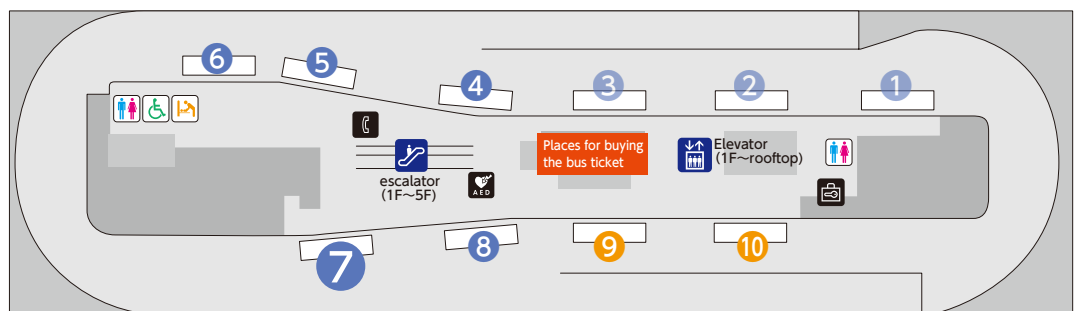 6
5
4
3
2
1
Places for buying
the bus ticket
Elevator
(1F～rooftop)
escalator
(1F～5F)
AED
7
8
9
10